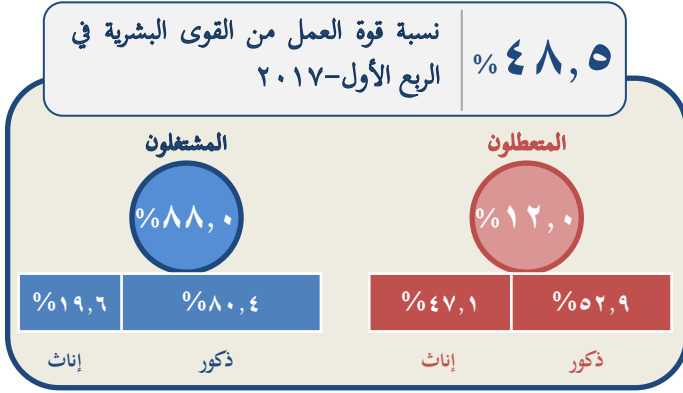 %٤٨,٥
نسبة قوة العمل من القوى البشرية في
الربع الأول-٢٠١٧
المتعطلون
المشتغلون
%١٢,٠
%٨٨,٠
%٥٢,٩
%٤٧,١
%٨٠,٤
%١٩,٦
ذكور
إناث
ذكور
إناث